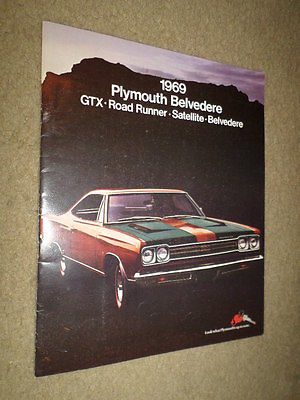 1969
Plymouth Belvedere
GTX · Road Runner · Satellite · Belvedere